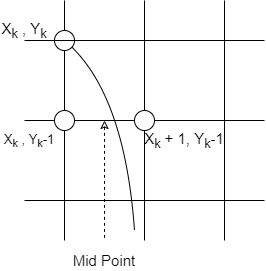 Xk , Yk
Xk , Yk-1
Xk + 1, Yk-1
Mid Point